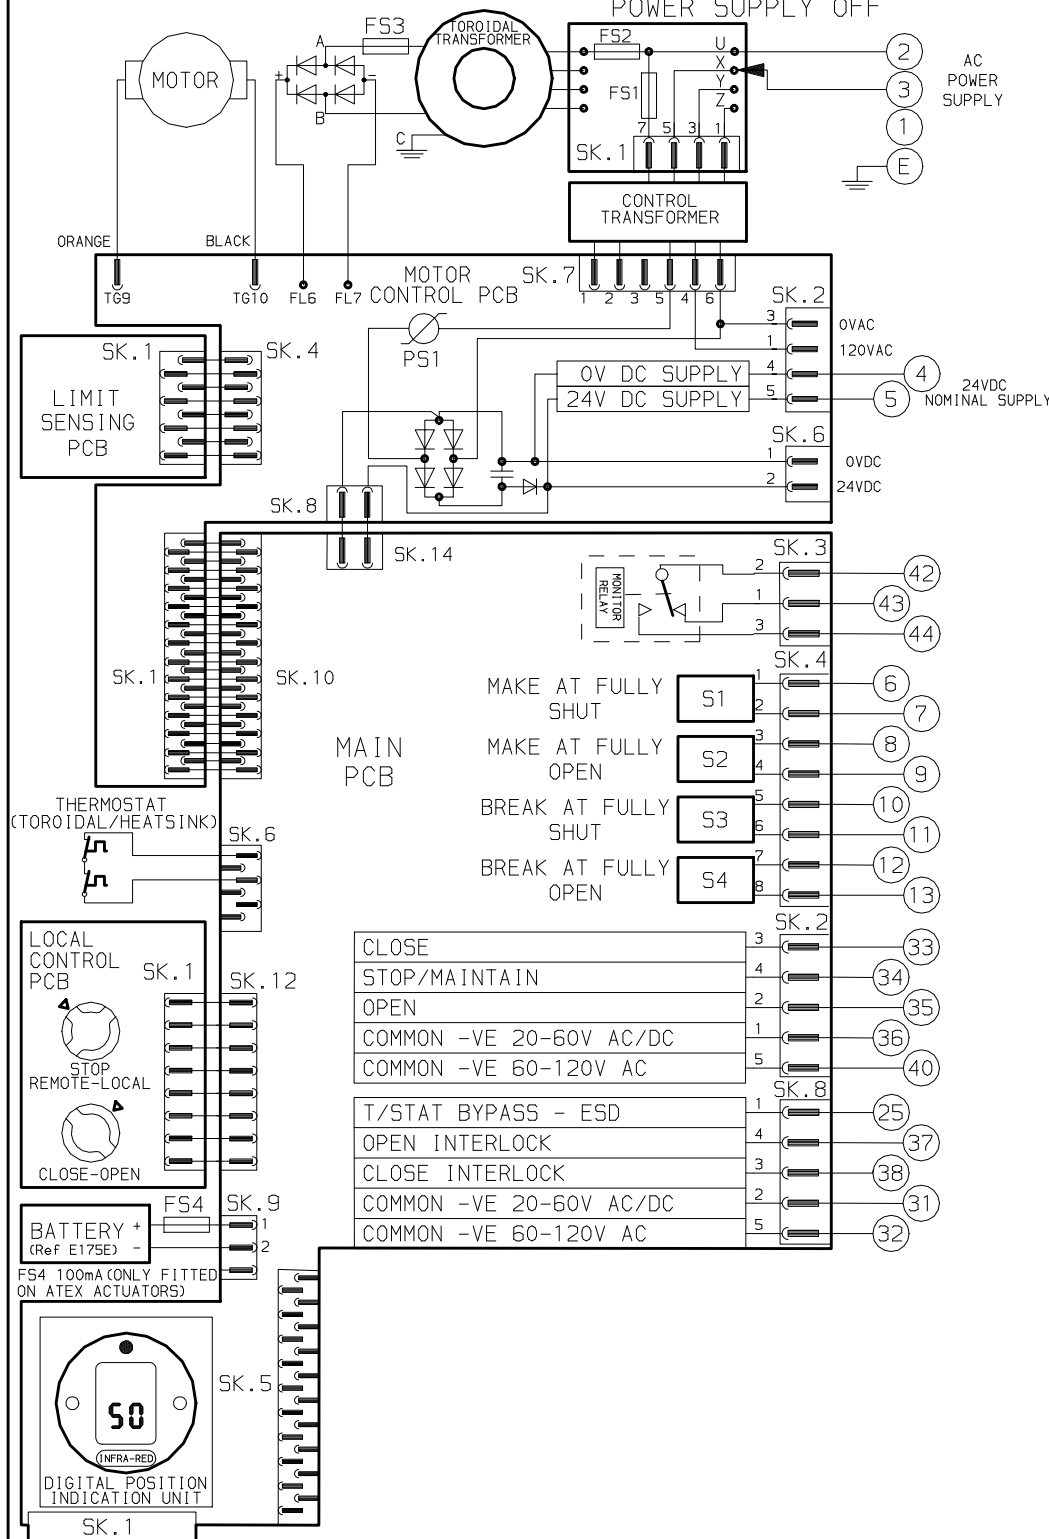 POWER SUPPLY OFF
FS3
TOROIDAL
TRANSFORMER
FS2
U
X
Y
Z
FS1
7 5 3 1
SK.1
2
3
1
E
AC
POWER
SUPPLY
MOTOR
A
+ -
B
C
CONTROL
TRANSFORMER
ORANGE
BLACK
TG9
TG10
FL6
FL7
MOTOR
CONTROL PCB
SK.7
1 2 3 5 4 6
SK.2
3
0VAC
1
120VAC
PS1
0V DC SUPPLY
4
4
24V DC SUPPLY
5
5
24VDC
NOMINAL SUPPLY
SK.6
1
0VDC
2
24VDC
SK.1
SK.4
LIMIT
SENSING
PCB
SK.8
SK.14
SK.1
SK.10
MAIN
PCB
MONITOR
RELAY
SK.3
2
42
1
43
3
44
SK.4
MAKE AT FULLY
SHUT
S1
1
6
2
7
MAKE AT FULLY
OPEN
S2
3
8
4
9
BREAK AT FULLY
SHUT
S3
5
10
6
11
BREAK AT FULLY
OPEN
S4
7
12
8
13
THERMOSTAT
(TOROIDAL/HEATSINK)
SK.6
SK.2
CLOSE
3
33
STOP/MAINTAIN
4
34
OPEN
2
35
COMMON -VE 20-60V AC/DC
1
36
COMMON -VE 60-120V AC
5
40
SK.8
T/STAT BYPASS - ESD
1
25
OPEN INTERLOCK
4
37
CLOSE INTERLOCK
3
38
COMMON -VE 20-60V AC/DC
2
31
COMMON -VE 60-120V AC
5
32
LOCAL
CONTROL
PCB
SK.1
SK.12
STOP
REMOTE-LOCAL
CLOSE-OPEN
BATTERY + -
(Ref E175E)
FS4
SK.9
1
2
FS4 100mA(ONLY FITTED
ON ATEX ACTUATORS)
SK.5
50
INFRA-RED
DIGITAL POSITION
INDICATION UNIT
SK.1